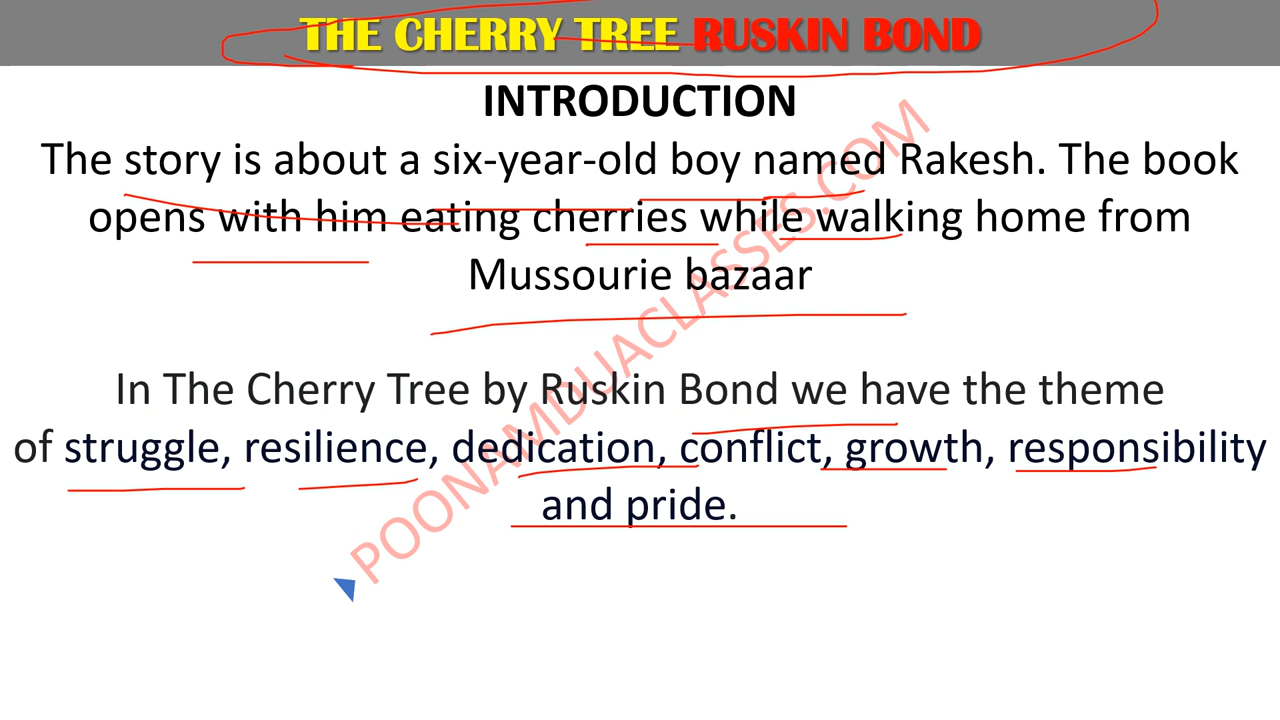 THE CHERRY TREE RUSKIN BOND
INTRODUCTION
The story is about a six-year-old boy named Rakesh. The book
opens with him eating cherries while walking home from
Mussourie bazaar
In The Cherry Tree by Ruskin Bond we have the theme
of struggle, resilience, dedication, conflict, growth, responsibility
and pride.
POONAMDUACLASSES.COM